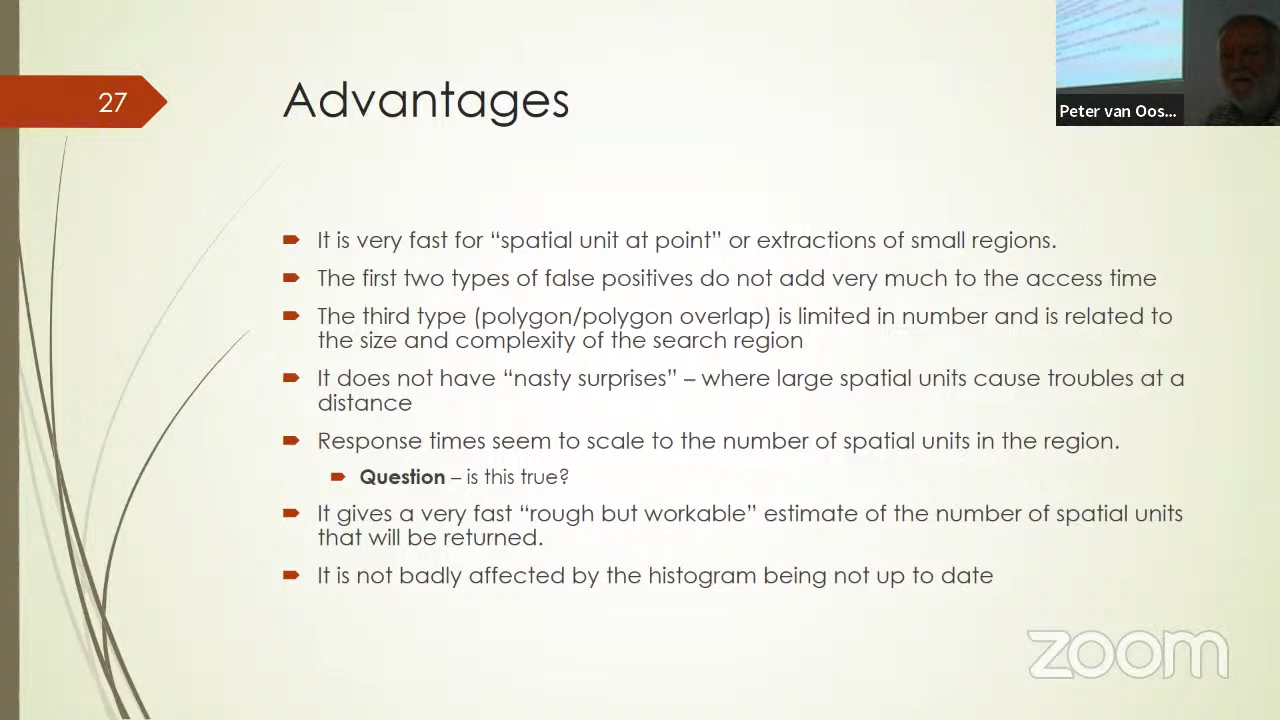 27
Advantages
Peter van Oos...
It is very fast for “spatial unit at point” or extractions of small regions.
The first two types of false positives do not add very much to the access time
The third type (polygon/polygon overlap) is limited in number and is related to
the size and complexity of the search region
It does not have “nasty surprises” – where large spatial units cause troubles at a
distance
Response times seem to scale to the number of spatial units in the region.
Question – is this true?
It gives a very fast “rough but workable” estimate of the number of spatial units
that will be returned.
It is not badly affected by the histogram being not up to date
zoom